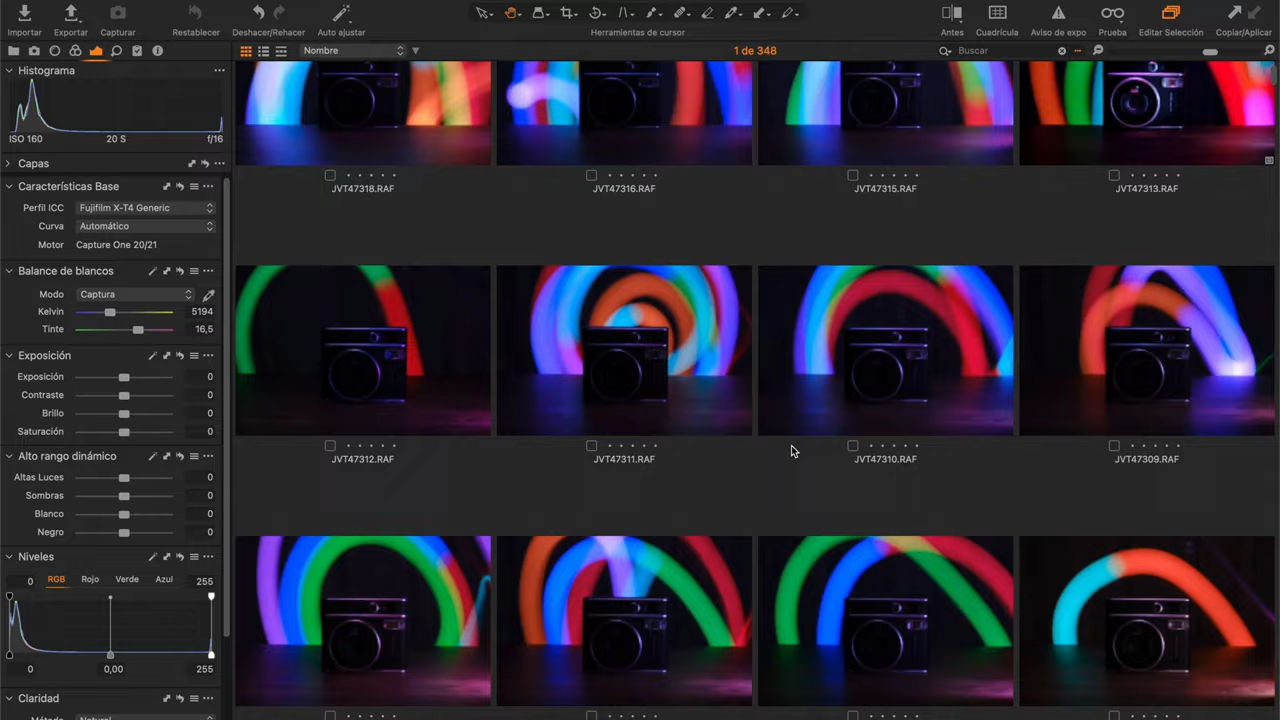 Importar Exportar Capturar Restablecer Deshacer/Rehacer Auto ajustar Herramientas de cursor Antes Cuadrícula Aviso de expo Prueba Editar Selección Copiar/Aplicar
Nombre 1 de 348 Buscar
Histograma
ISO 160 20 S f/16
Capas
Características Base
Perfil ICC Fujifilm X-T4 Generic
Curva Automático
Motor Capture One 20/21
Balance de blancos
Modo Captura
Kelvin 5194
Tinte 16,5
Exposición
Exposición 0
Contraste 0
Brillo 0
Saturación 0
Alto rango dinámico
Altas Luces 0
Sombras 0
Blanco 0
Negro 0
Niveles
0 RGB Rojo Verde Azul 255
0 0,00 255
Claridad
Método Natural
JVT47318.RAF JVT47316.RAF JVT47315.RAF JVT47313.RAF
JVT47312.RAF JVT47311.RAF JVT47310.RAF JVT47309.RAF